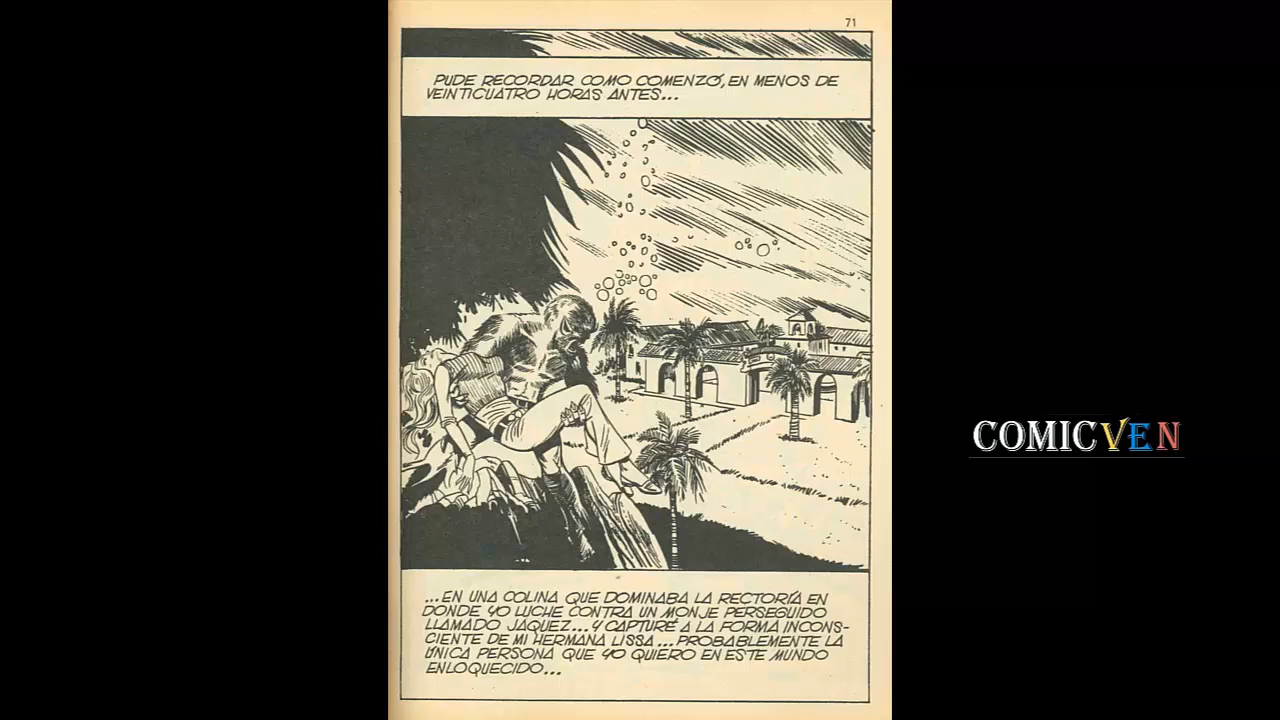 71
PUDE RECORDAR COMO COMENZÓ, EN MENOS DE
VEINTICUATRO HORAS ANTES...
...EN UNA COLINA QUE DOMINABA LA RECTORÍA EN
DONDE YO LUCHE CONTRA UN MONJE PERSEGUIDO
LLAMADO JAQUEZ... Y CAPTURÉ A LA FORMA INCONS-
CIENTE DE MI HERMANA LISSA... PROBABLEMENTE LA
ÚNICA PERSONA QUE YO QUIERO EN ESTE MUNDO
ENLOQUECIDO...
COMICVEN